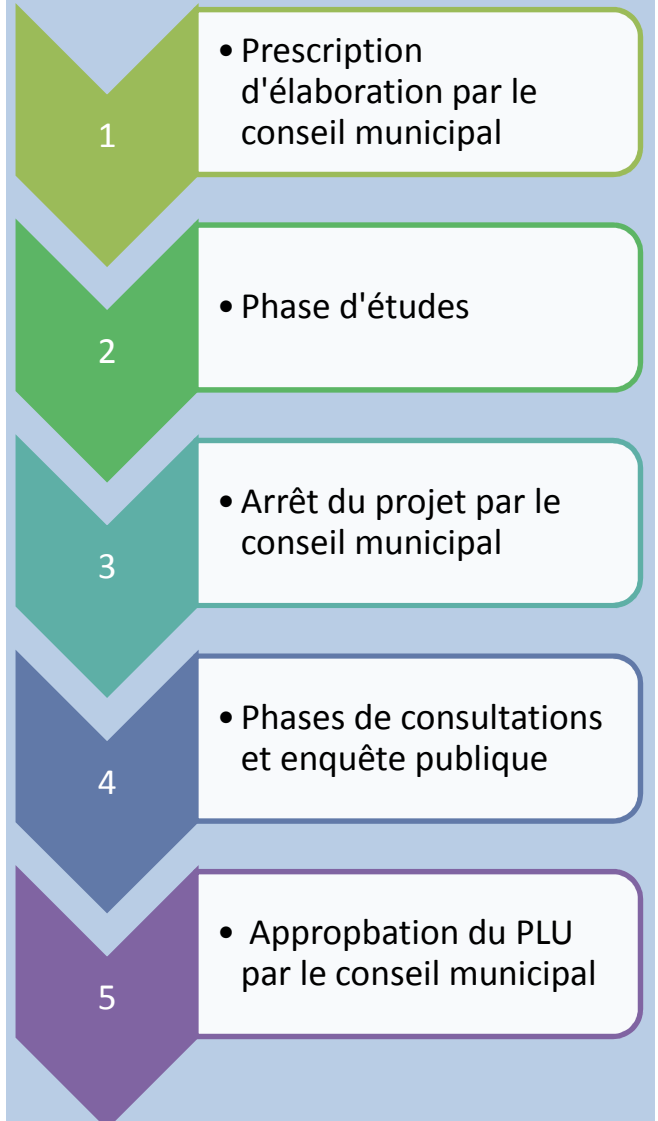 1
• Prescription
d'élaboration par le
conseil municipal
2
• Phase d'études
3
• Arrêt du projet par le
conseil municipal
4
• Phases de consultations
et enquête publique
5
• Appropbation du PLU
par le conseil municipal